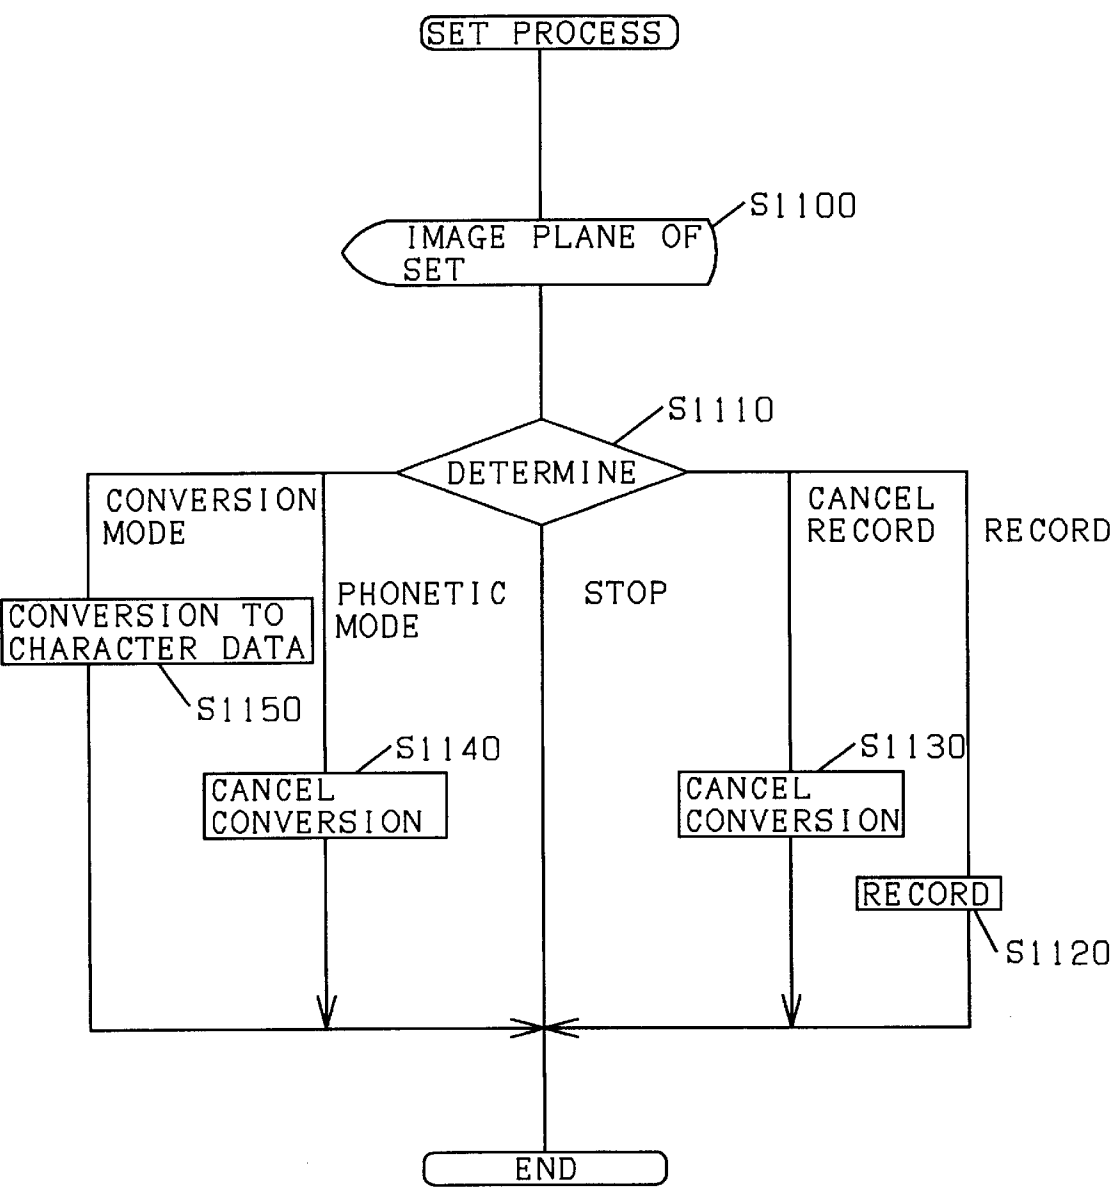 SET PROCESS
S1100
IMAGE PLANE OF
SET
S1110
DETERMINE
CONVERSION
MODE
PHONETIC
MODE
STOP
CANCEL
RECORD
RECORD
CONVERSION TO
CHARACTER DATA
S1150
S1140
CANCEL
CONVERSION
S1130
CANCEL
CONVERSION
RECORD
S1120
END